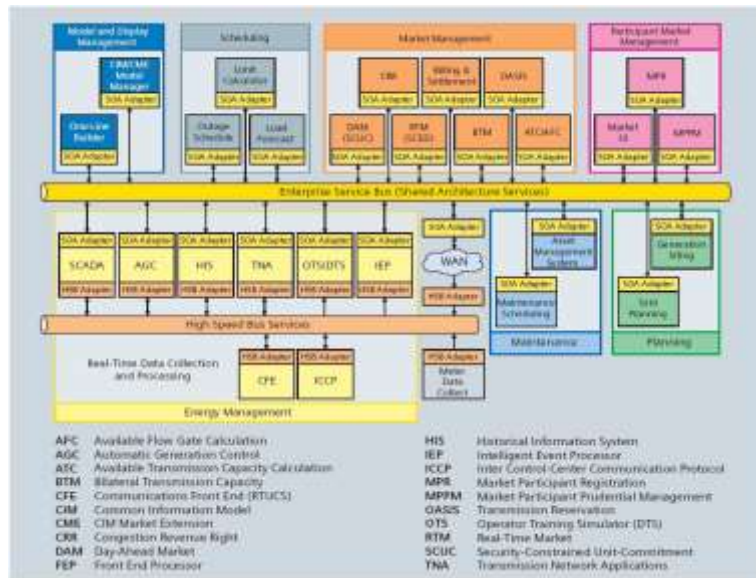 Model and Display
Management
Scheduling
Market Management
Participant Market
Management
CIM/CME
Model
Manager
Limit
Calculator
CRR
Billing &
Settlement
OASIS
MPR
SOA Adapter
SOA Adapter
SOA Adapter
SOA Adapter
SOA Adapter
SOA Adapter
One-Line
Builder
Outage
Schedule
Load
Forecast
DAM
(SCUC)
RTM
BTM
ATC/AFC
Market
UI
MPPM
SOA Adapter
SOA Adapter
SOA Adapter
SOA Adapter
SOA Adapter
SOA Adapter
SOA Adapter
SOA Adapter
SOA Adapter
Enterprise Service Bus (Shared Architecture Services)
SOA Adapter
SOA Adapter
SOA Adapter
SOA Adapter
SOA Adapter
SOA Adapter
SOA Adapter
SOA Adapter
SOA Adapter
SCADA
AGC
HIS
TNA
OTS/DTS
IEP
WAN
Asset
Management
System
Generation
HSB Adapter
HSB Adapter
HSB Adapter
HSB Adapter
HSB Adapter
HSB Adapter
HSB Adapter
SOA Adapter
SOA Adapter
Maintenance
Scheduling
Grid
Planning
High Speed Bus Services
Real-Time Data Collection
and Processing
HSB Adapter
HSB Adapter
HSB Adapter
CFE
ICCP
Meter
Data
Collect
Maintenance
Planning
Energy Management
AFC Available Flow Gate Calculation
AGC Automatic Generation Control
ATC Available Transmission Capacity Calculation
BTM Bilateral Transmission Capacity
CFE Communications Front End (RTUCS)
CIM Common Information Model
CME CIM Market Extension
CRR Congestion Revenue Right
DAM Day-Ahead Market
FEP Front End Processor
HIS Historical Information System
IEP Intelligent Event Processor
ICCP Inter Control-Center Communication Protocol
MPR Market Participant Registration
MPPM Market Participant Prudential Management
OASIS Transmission Reservation
OTS Operator Training Simulator (DTS)
RTM Real-Time Market
SCUC Security-Constrained Unit-Commitment
TNA Transmission Network Applications